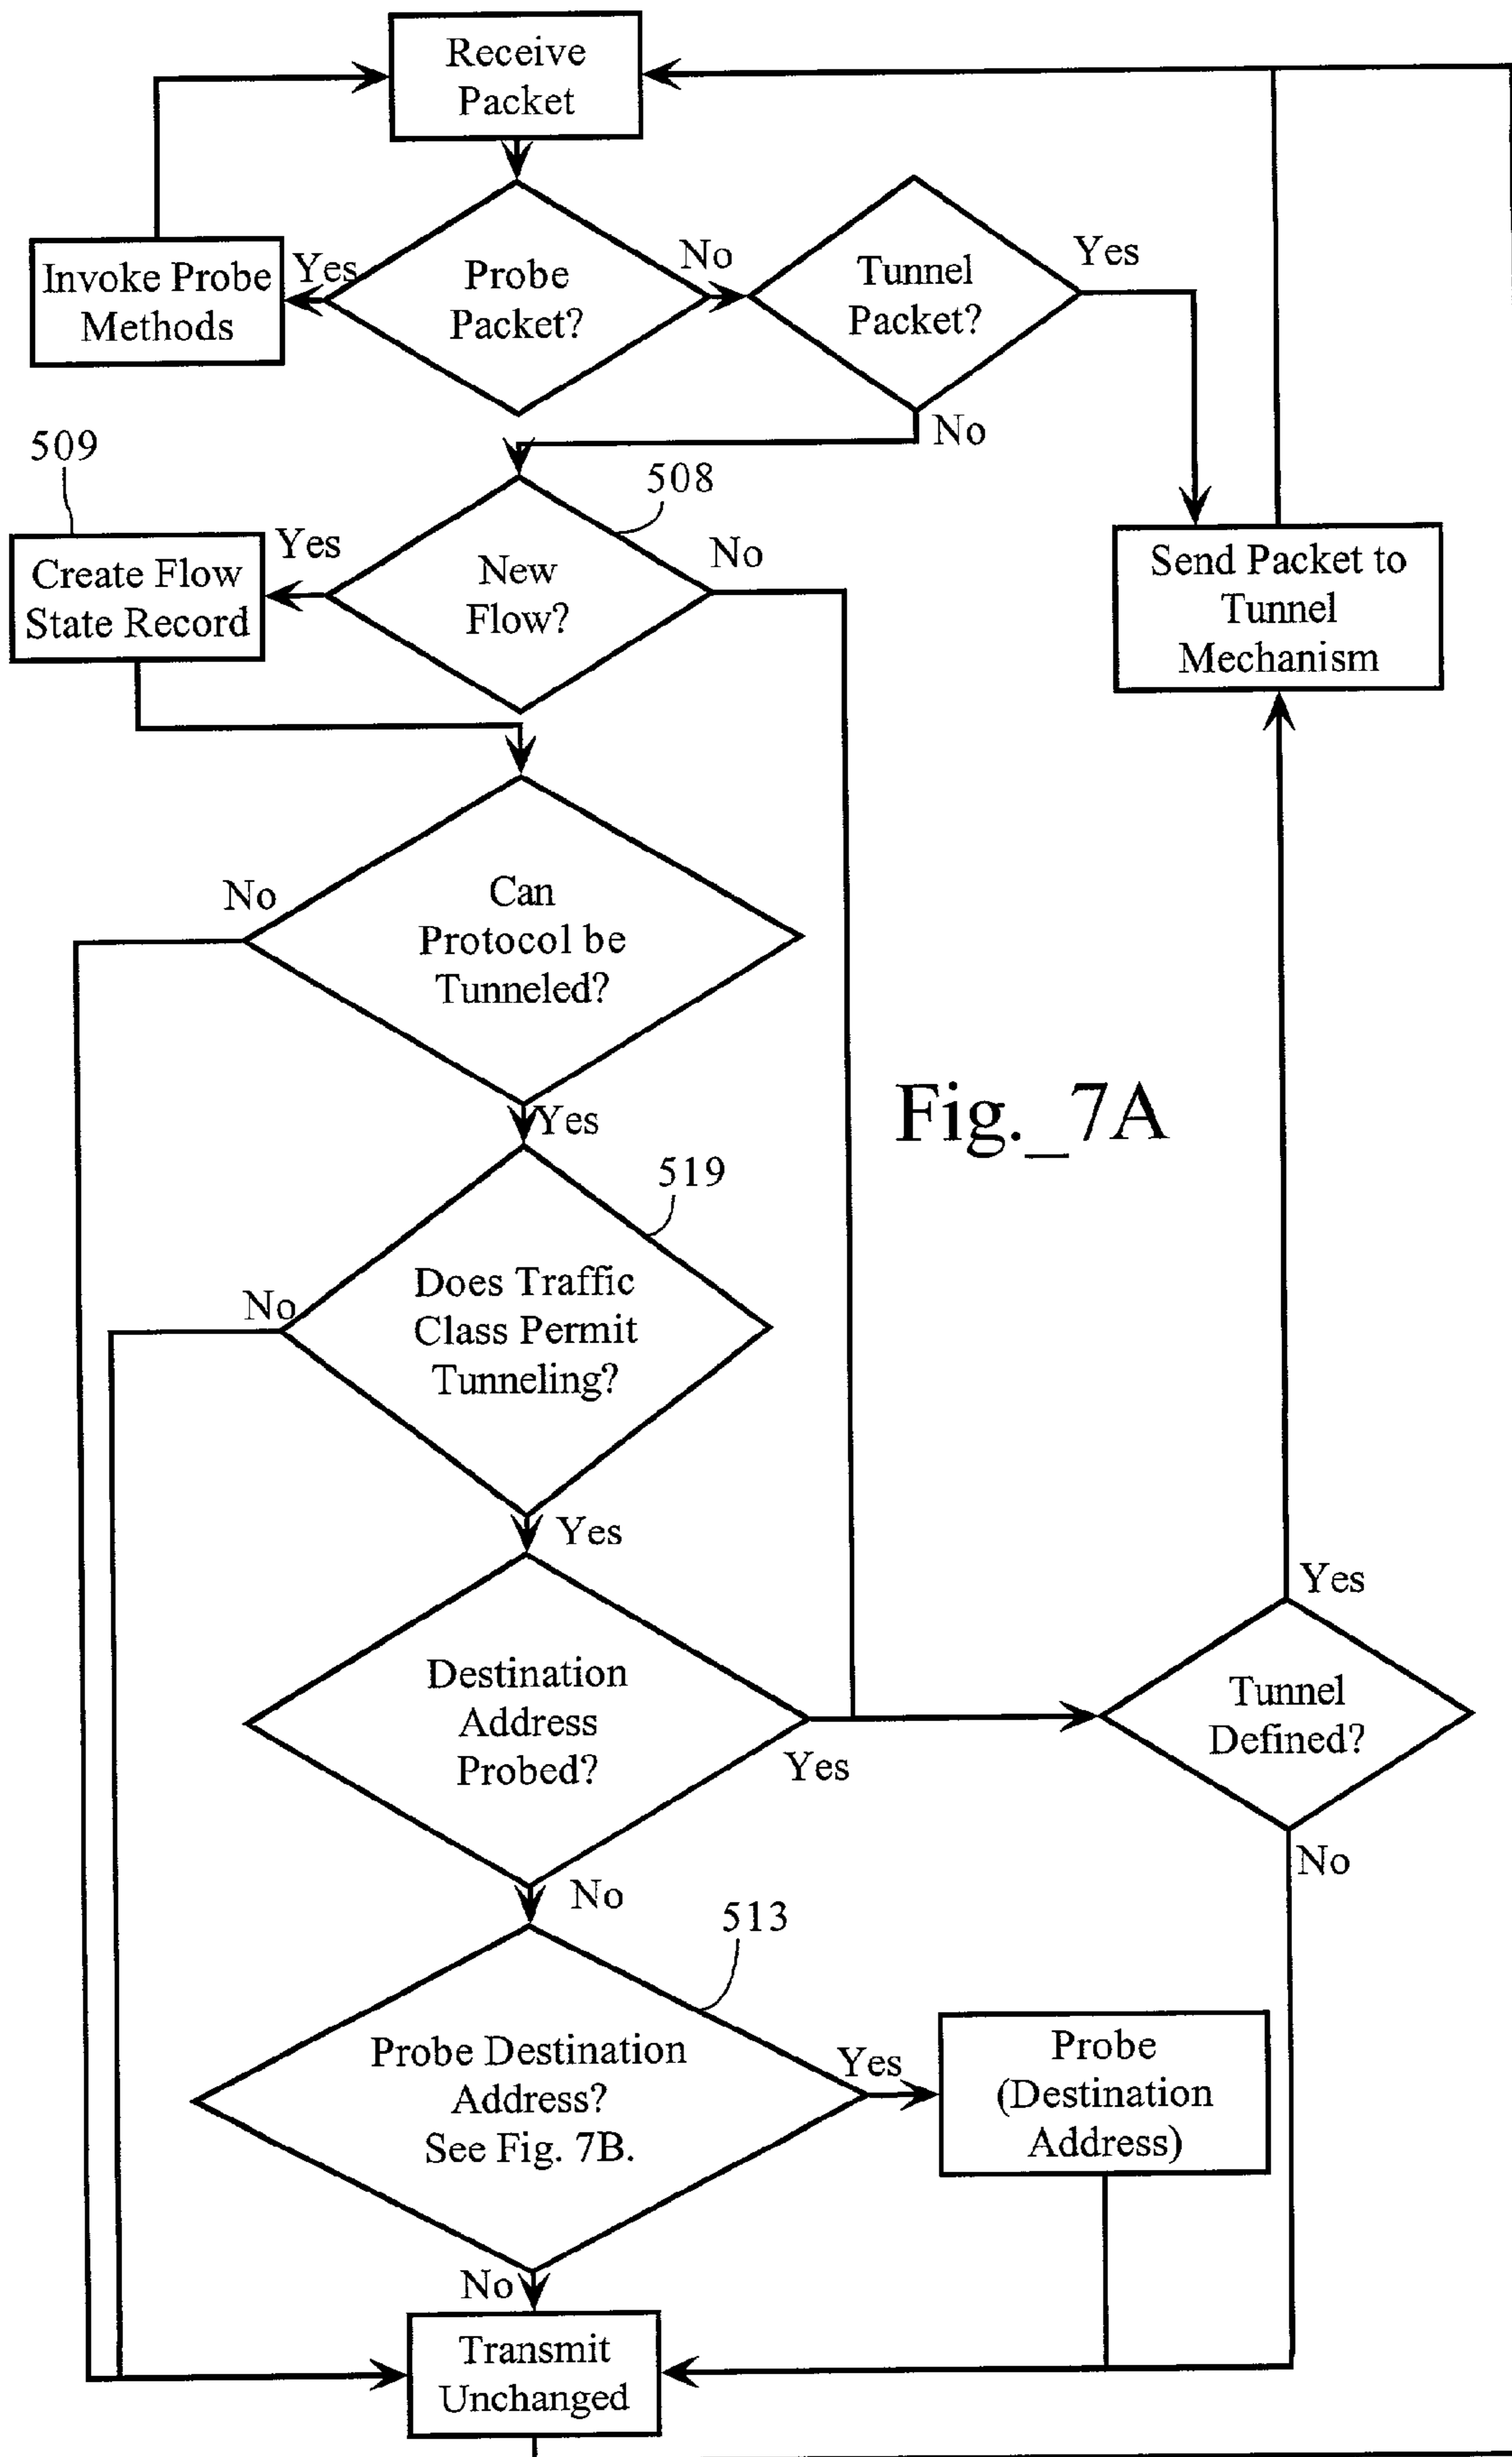 Receive
Packet
Invoke Probe
Methods
Yes
Probe
Packet?
No
Tunnel
Packet?
Yes
No
509
508
Create Flow
State Record
Yes
New
Flow?
No
Send Packet to
Tunnel
Mechanism
No
Can
Protocol be
Tunneled?
Yes
Fig._7A
519
No
Does Traffic
Class Permit
Tunneling?
Yes
Destination
Address
Probed?
Yes
Yes
Tunnel
Defined?
No
No
513
Probe Destination
Address?
See Fig. 7B.
Yes
Probe
(Destination
Address)
No
Transmit
Unchanged